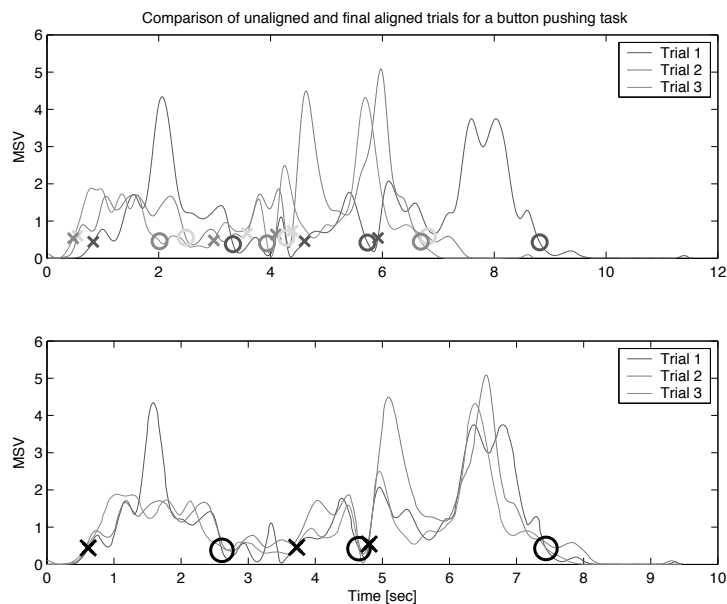 Comparison of unaligned and final aligned trials for a button pushing task
6
5
4
3
2
1
0
MSV
0 2 4 6 8 10 12
Trial 1
Trial 2
Trial 3
6
5
4
3
2
1
0
MSV
0 1 2 3 4 5 6 7 8 9 10
Time [sec]
Trial 1
Trial 2
Trial 3